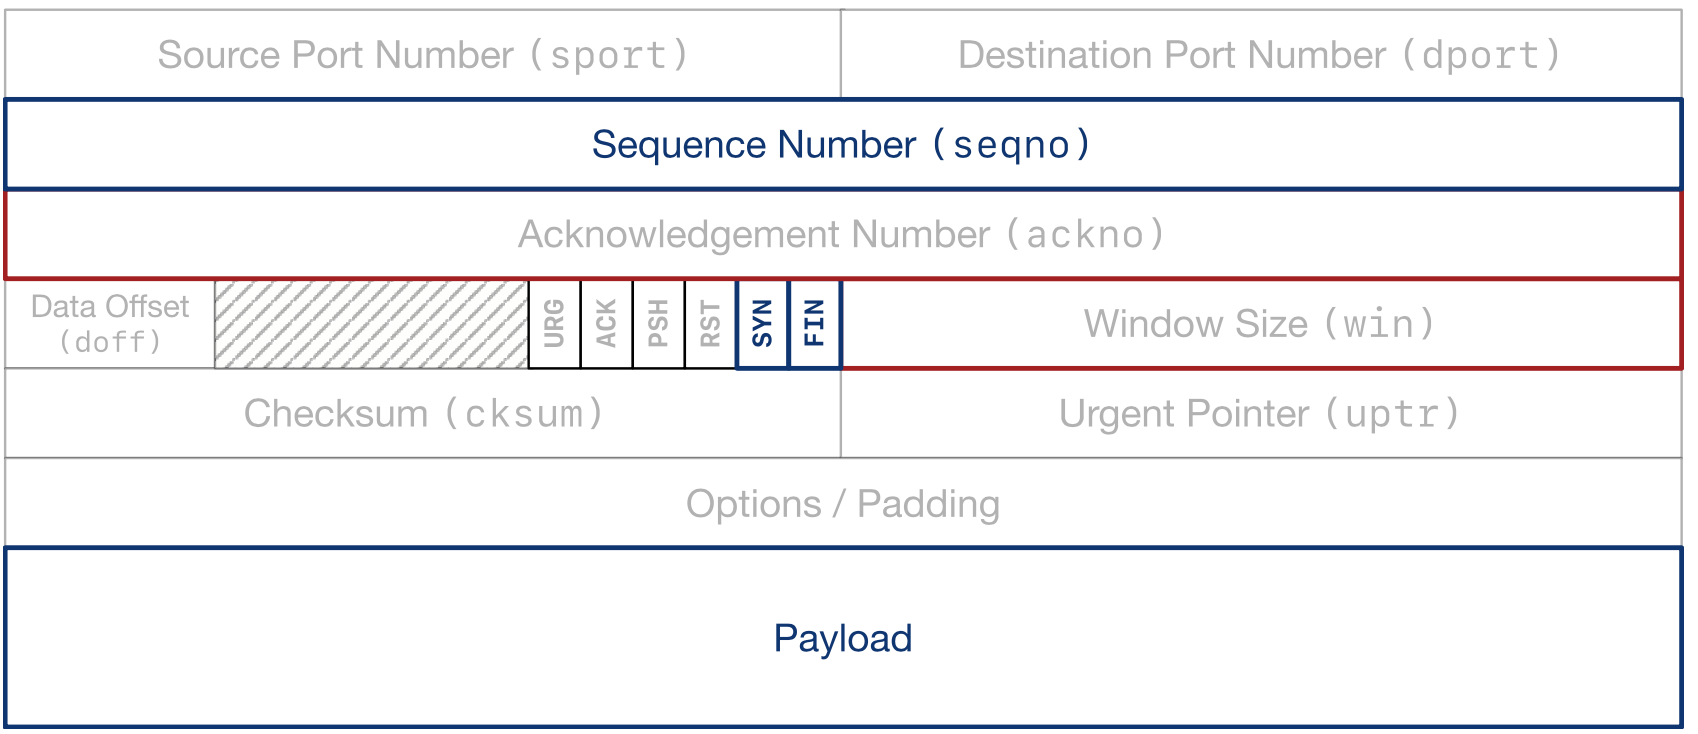 Source Port Number (sport)
Destination Port Number (dport)
Sequence Number (seqno)
Acknowledgement Number (ackno)
Data Offset
(doff)
URG
ACK
PSH
RST
SYN
FIN
Window Size (win)
Checksum (cksum)
Urgent Pointer (uptr)
Options / Padding
Payload